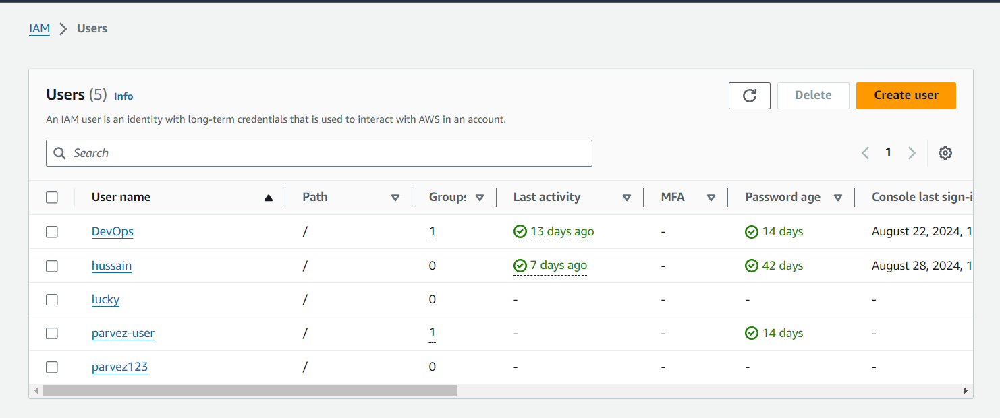 IAM > Users
Users (5) Info
Delete
Create user
An IAM user is an identity with long-term credentials that is used to interact with AWS in an account.
Search
1
User name Path Groups Last activity MFA Password age Console last sign-i
DevOps / 1 13 days ago - 14 days August 22, 2024, 1
hussain / 0 7 days ago - 42 days August 28, 2024, 1
lucky / 0 - - - -
parvez-user / 1 - - 14 days -
parvez123 / 0 - - - -